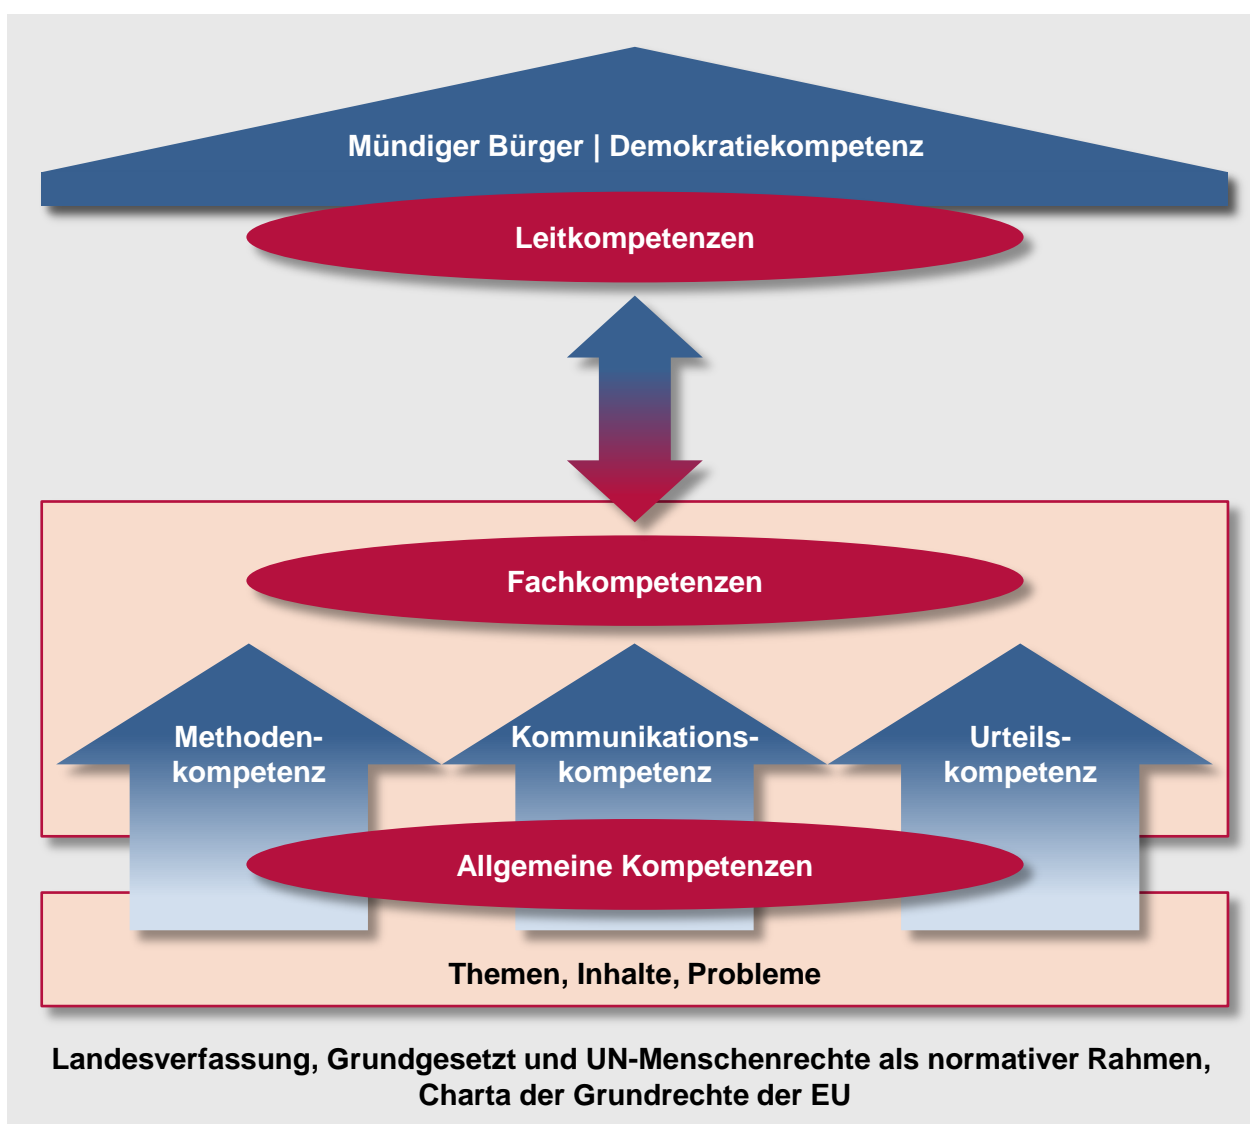 Mündiger Bürger | Demokratiekompetenz
Leitkompetenzen
Fachkompetenzen
Methoden-
kompetenz
Kommunikations-
kompetenz
Urteils-
kompetenz
Allgemeine Kompetenzen
Themen, Inhalte, Probleme
Landesverfassung, Grundgesetzt und UN-Menschenrechte als normativer Rahmen,
Charta der Grundrechte der EU